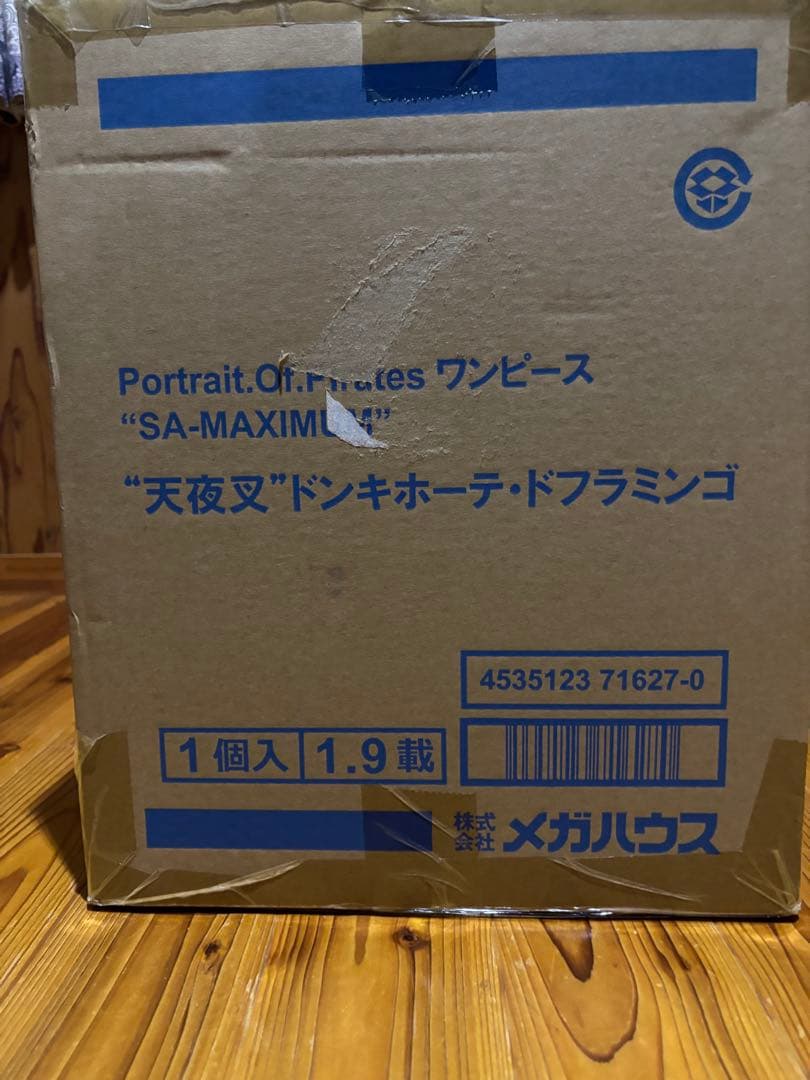 Portrait.Of.Pirates ワンピース
“SA-MAXIMUM”
“天夜叉”ドンキホーテ・ドフラミンゴ
4535123 71627-0
1個入 1.9載
株式会社 メガハウス